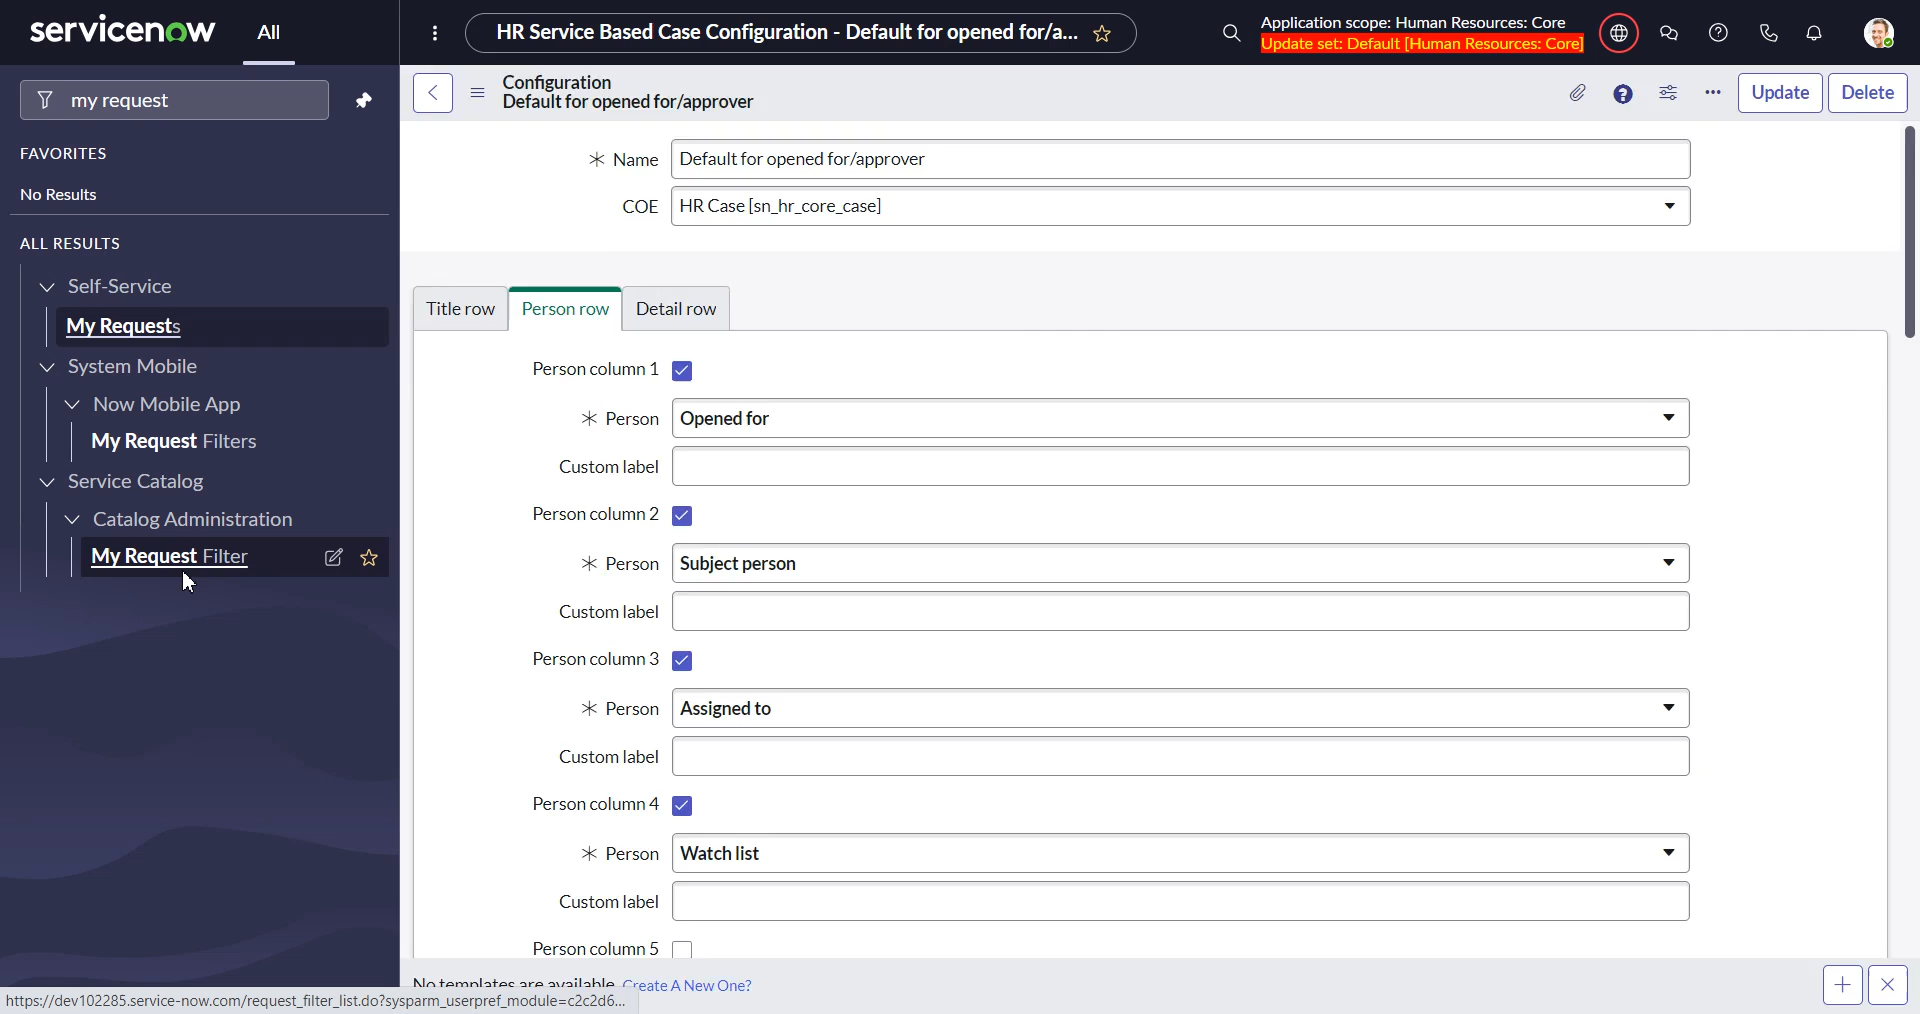 servicenow
All
HR Service Based Case Configuration - Default for opened for/a...
Application scope: Human Resources: Core
Update set: Default [Human Resources: Core]
my request
FAVORITES
No Results
ALL RESULTS
Self-Service
My Requests
System Mobile
Now Mobile App
My Request Filters
Service Catalog
Catalog Administration
My Request Filter
Configuration
Default for opened for/approver
Update
Delete
Name
Default for opened for/approver
COE
HR Case [sn_hr_core_case]
Title row
Person row
Detail row
Person column 1
Person
Opened for
Custom label
Person column 2
Person
Subject person
Custom label
Person column 3
Person
Assigned to
Custom label
Person column 4
Person
Watch list
Custom label
Person column 5
No templates are available Create A New One?
https://dev102285.service-now.com/request_filter_list.do?sysparm_userpref_module=c2c2d6...